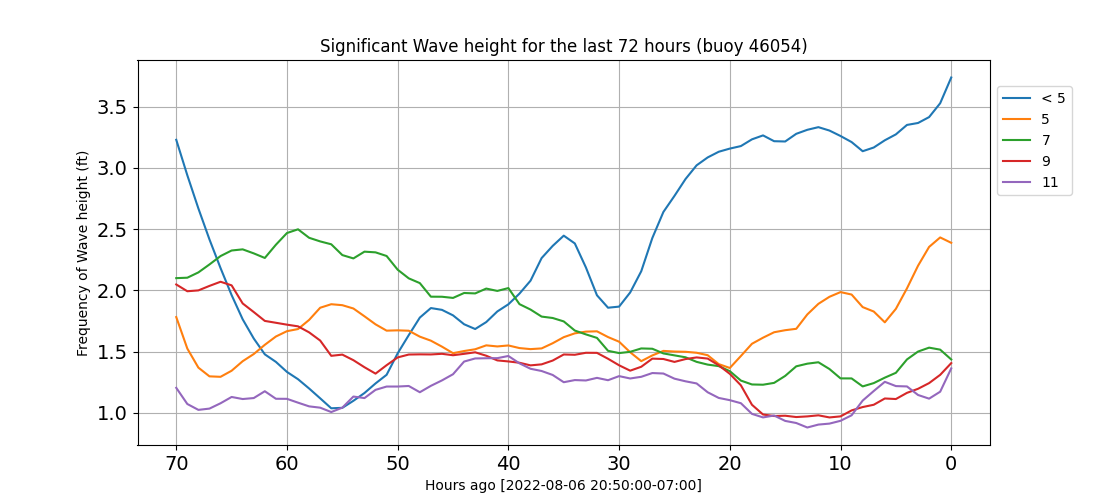 Significant Wave height for the last 72 hours (buoy 46054)
Frequency of Wave height (ft)
3.5
3.0
2.5
2.0
1.5
1.0
70 60 50 40 30 20 10 0
Hours ago [2022-08-06 20:50:00-07:00]
< 5
5
7
9
11